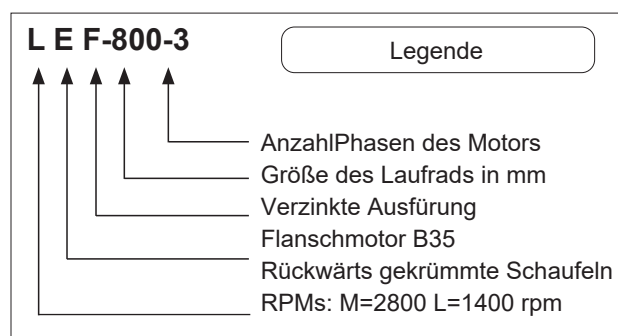 L E F-800-3
Legende
AnzahlPhasen des Motors
Größe des Laufrads in mm
Verzinkte Ausfürung
Flanschmotor B35
Rückwärts gekrümmte Schaufeln
RPMs: M=2800 L=1400 rpm